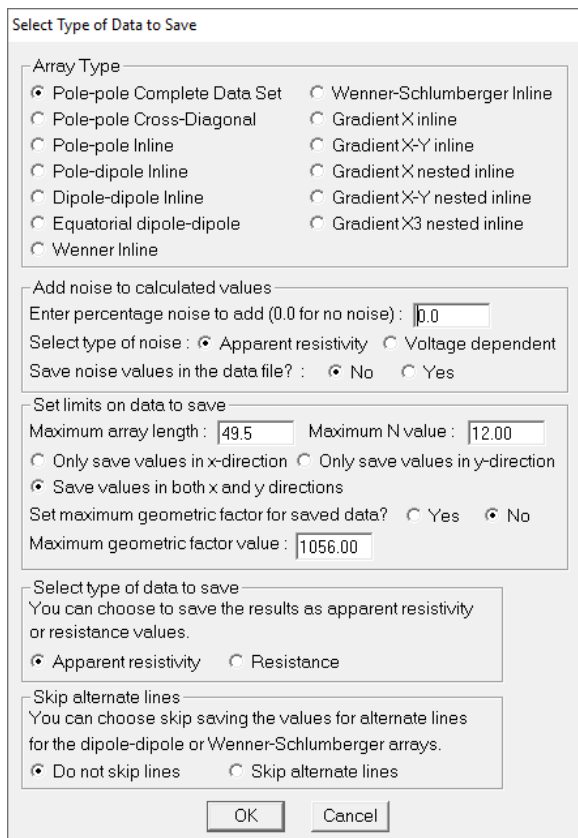 Select Type of Data to Save
Array Type
Pole-pole Complete Data Set
Wenner-Schlumberger Inline
Pole-pole Cross-Diagonal
Gradient X inline
Pole-pole Inline
Gradient X-Y inline
Pole-dipole Inline
Gradient X nested inline
Dipole-dipole Inline
Gradient X-Y nested inline
Equatorial dipole-dipole
Gradient X3 nested inline
Wenner Inline
Add noise to calculated values
Enter percentage noise to add (0.0 for no noise) : 0.0
Select type of noise : Apparent resistivity Voltage dependent
Save noise values in the data file? : No Yes
Set limits on data to save
Maximum array length : 49.5 Maximum N value : 12.00
Only save values in x-direction Only save values in y-direction
Save values in both x and y directions
Set maximum geometric factor for saved data? Yes No
Maximum geometric factor value : 1056.00
Select type of data to save
You can choose to save the results as apparent resistivity
or resistance values.
Apparent resistivity Resistance
Skip alternate lines
You can choose skip saving the values for alternate lines
for the dipole-dipole or Wenner-Schlumberger arrays.
Do not skip lines Skip alternate lines
OK Cancel